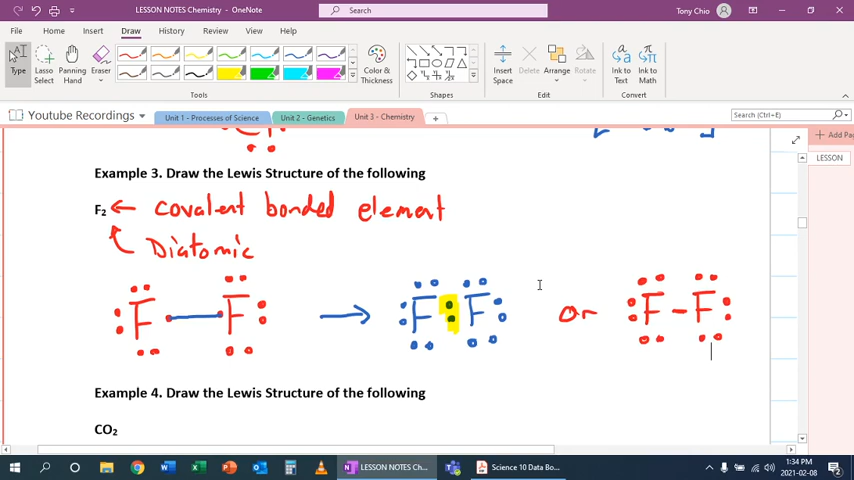 LESSON NOTES Chemistry - OneNote
Search
Tony Chio
File
Home
Insert
Draw
History
Review
View
Help
Type
Lasso Select
Panning Hand
Eraser
Color & Thickness
Insert Space
Delete
Arrange
Rotate
Ink to Text
Ink to Math
Tools
Shapes
Edit
Convert
Youtube Recordings
Unit 1 - Processes of Science
Unit 2 - Genetics
Unit 3 - Chemistry
+
Search (Ctrl+E)
Add Pag
LESSON
Example 3. Draw the Lewis Structure of the following
F₂ ← covalent bonded element
Diatomic
F F → F : F or F - F
Example 4. Draw the Lewis Structure of the following
CO₂
LESSON NOTES Ch...
Science 10 Data Bo...
1:34 PM
2021-02-08
2